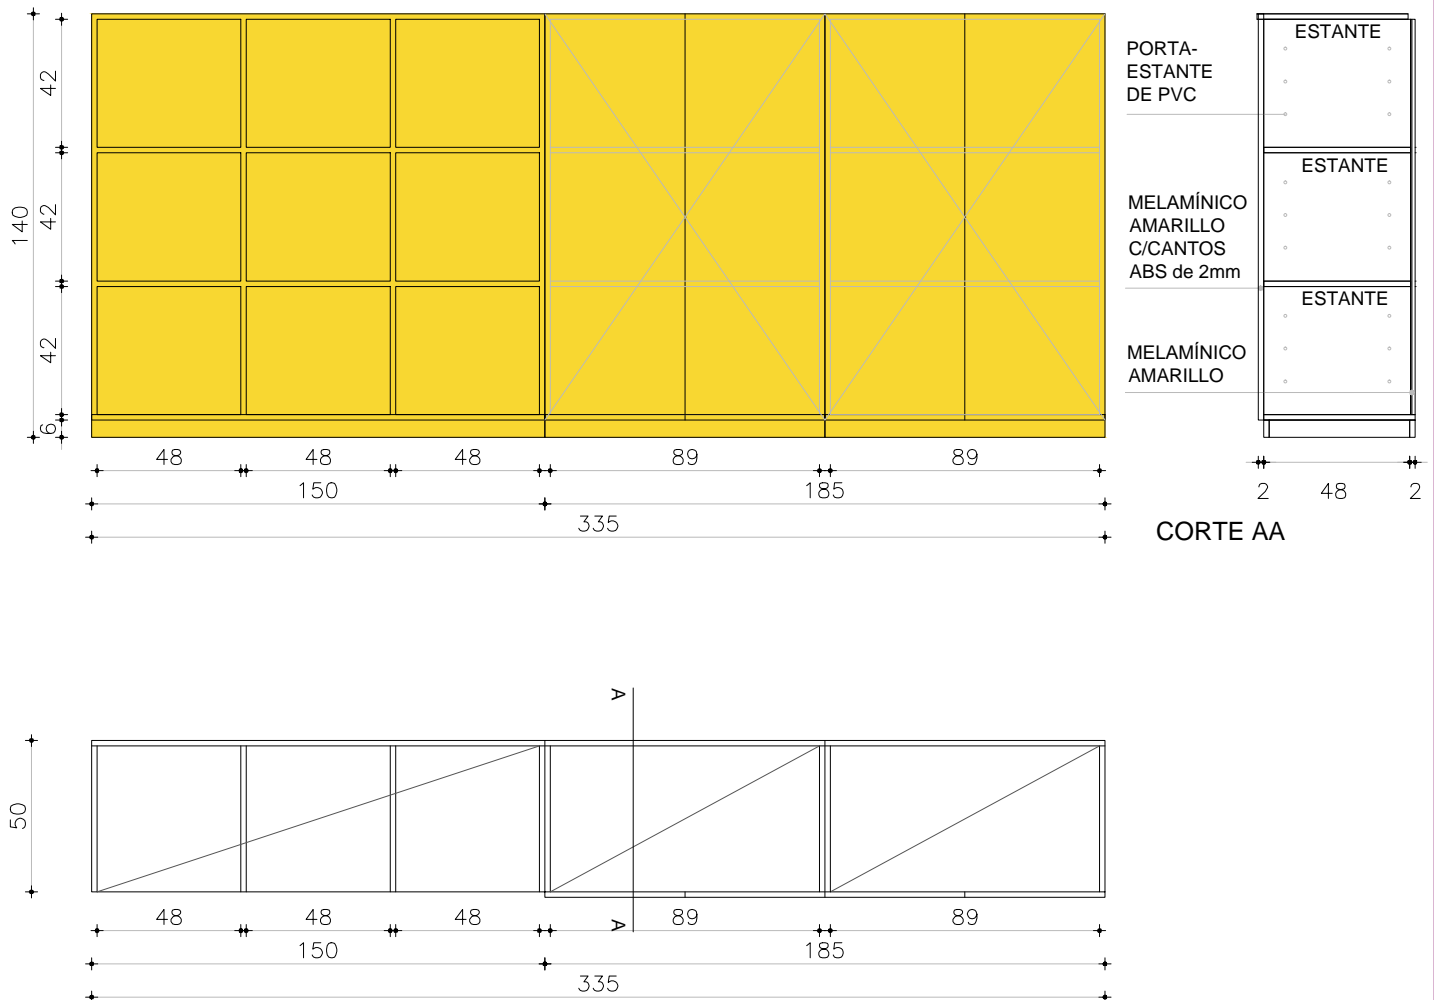 140
42
42
42
6
48
48
48
89
89
150
185
335
PORTA-
ESTANTE
DE PVC
MELAMÍNICO
AMARILLO
C/CANTOS
ABS de 2mm
MELAMÍNICO
AMARILLO
ESTANTE
ESTANTE
ESTANTE
2
48
2
CORTE AA
A
50
A
48
48
48
89
89
150
185
335